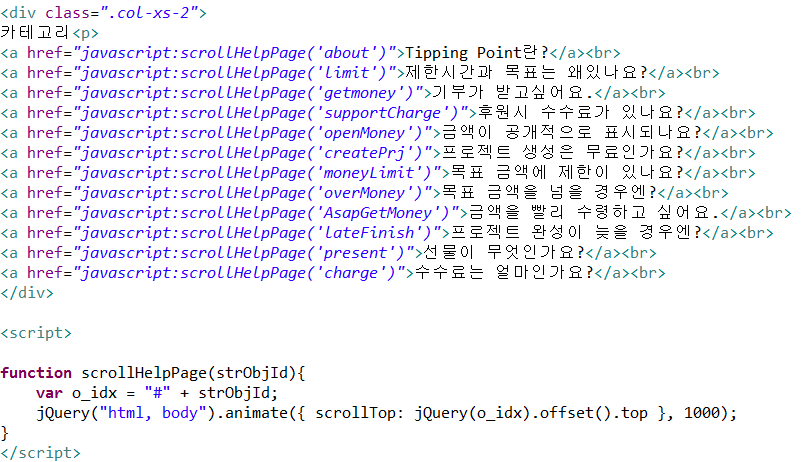 <div class=".col-xs-2">
카테고리<p>
<a href="javascript:scrollHelpPage('about')">Tipping Point란?</a><br>
<a href="javascript:scrollHelpPage('limit')">제한시간과 목표는 왜있나요?</a><br>
<a href="javascript:scrollHelpPage('getmoney')">기부가 받고싶어요.</a><br>
<a href="javascript:scrollHelpPage('supportCharge')">후원시 수수료가 있나요?</a><br>
<a href="javascript:scrollHelpPage('openMoney')">금액이 공개적으로 표시되나요?</a><br>
<a href="javascript:scrollHelpPage('createPrj')">프로젝트 생성은 무료인가요?</a><br>
<a href="javascript:scrollHelpPage('moneyLimit')">목표 금액에 제한이 있나요?</a><br>
<a href="javascript:scrollHelpPage('overMoney')">목표 금액을 넘을 경우엔?</a><br>
<a href="javascript:scrollHelpPage('AsapGetMoney')">금액을 빨리 수령하고 싶어요.</a><br>
<a href="javascript:scrollHelpPage('lateFinish')">프로젝트 완성이 늦을 경우엔?</a><br>
<a href="javascript:scrollHelpPage('present')">선물이 무엇인가요?</a><br>
<a href="javascript:scrollHelpPage('charge')">수수료는 얼마인가요?</a><br>
</div>
<script>
function scrollHelpPage(strObjId){
var o_idx = "#" + strObjId;
jQuery("html, body").animate({ scrollTop: jQuery(o_idx).offset().top }, 1000);
}
</script>